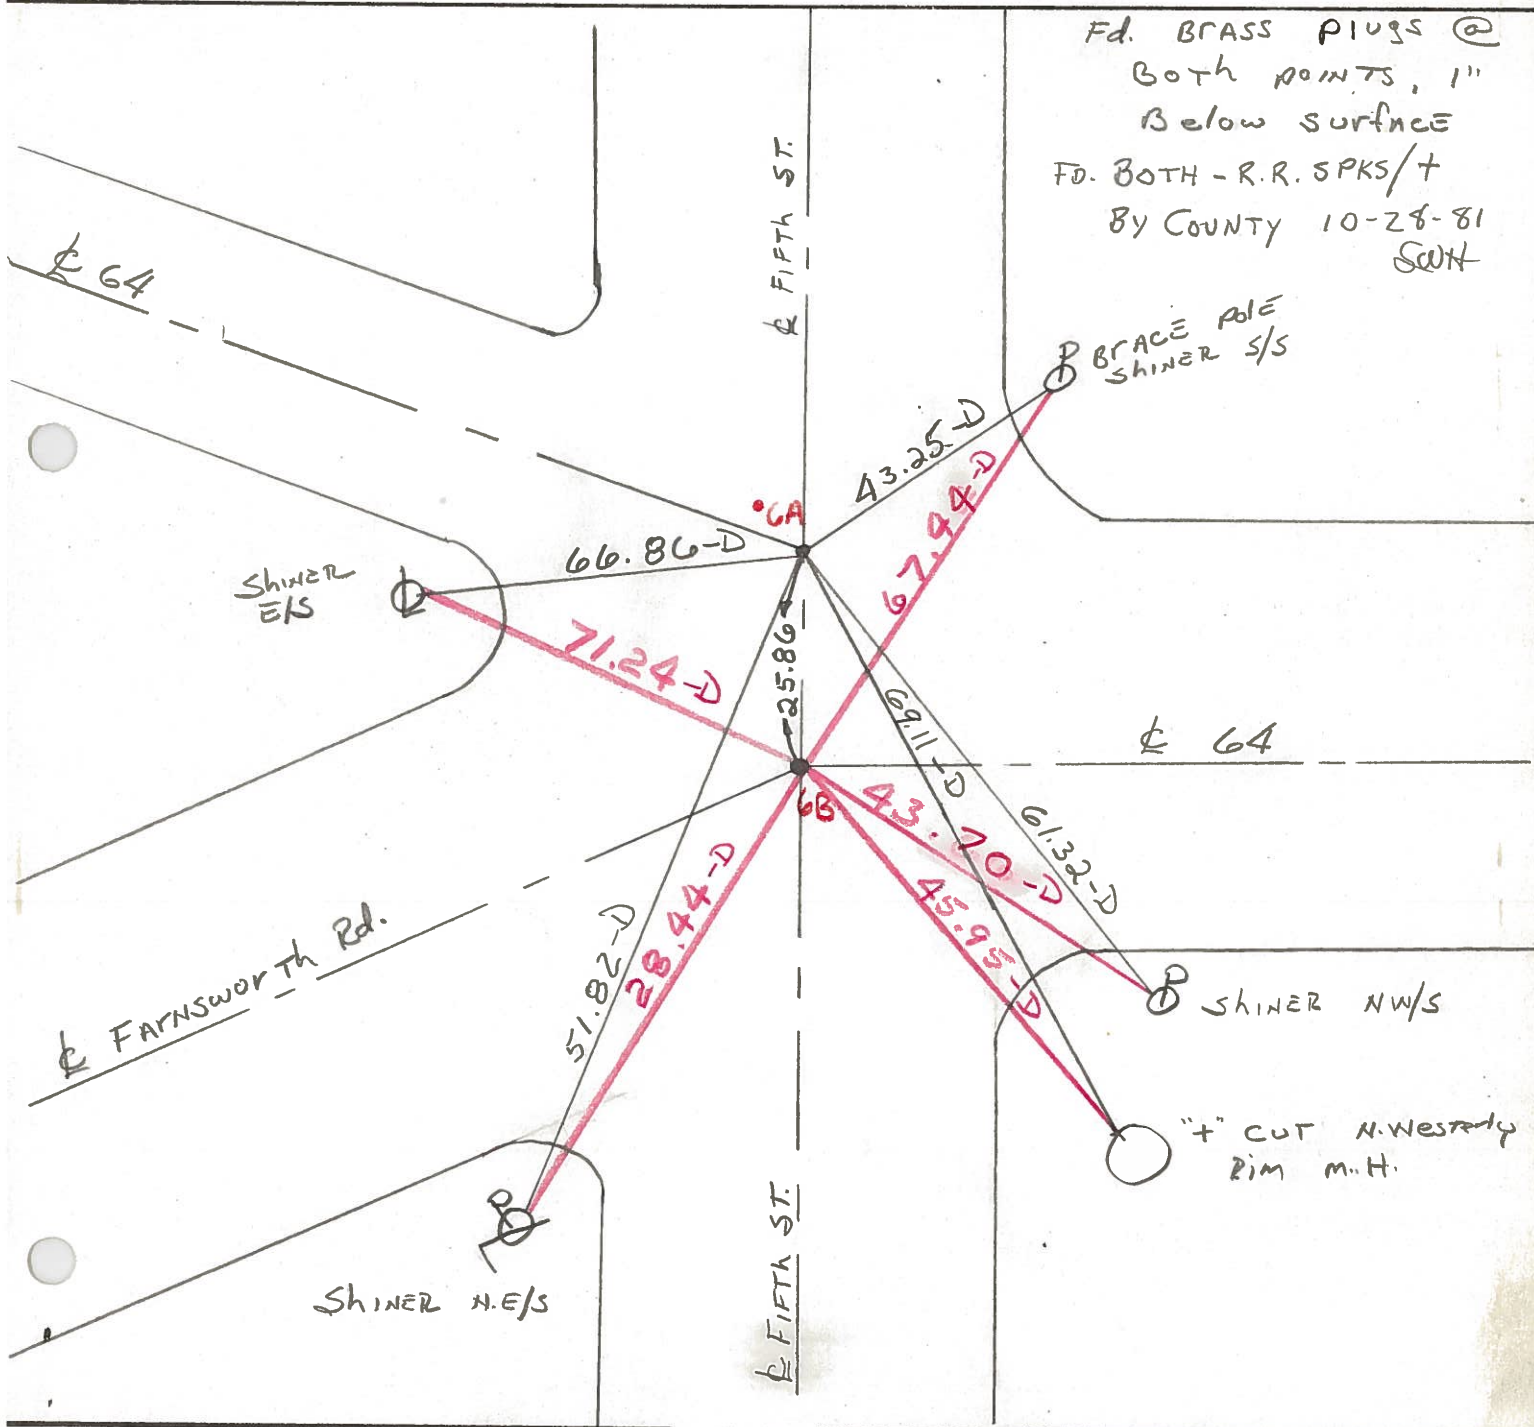 Fd. BrASS plugs @
Both points, 1"
Below surfACE
FD. BOTH - R.R. SPKS/+
BY COUNTY 10-28-81
SWH
℄ FIFTh ST.
℄ 64
BrACE polE
ShINER S/S
43.25-D
67.94-D
6A
66.86-D
ShINER
E/S
71.24-D
25.86
69.11-D
℄ 64
6B
43.70-D
61.32-D
45.95-D
28.44-D
51.82-D
℄ FArNSworTh Rd.
ShINER NW/S
"+" CUT N.Westerly
Rim M.H.
ShINER N.E/S
℄ FIFTh ST.